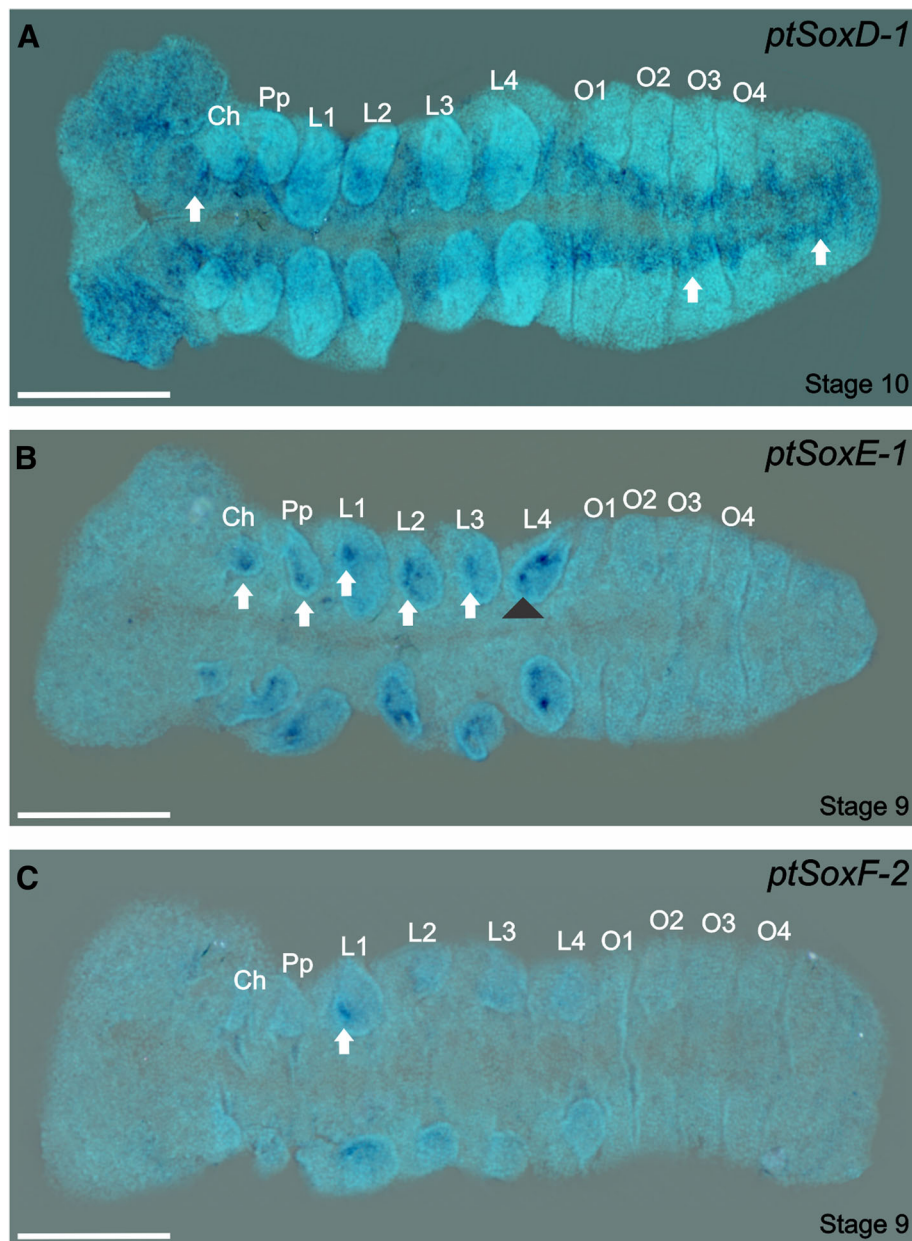 A
ptSoxD-1
Ch Pp L1 L2 L3 L4 O1 O2 O3 O4
Stage 10
B
ptSoxE-1
Ch Pp L1 L2 L3 L4 O1 O2 O3 O4
Stage 9
C
ptSoxF-2
Ch Pp L1 L2 L3 L4 O1 O2 O3 O4
Stage 9